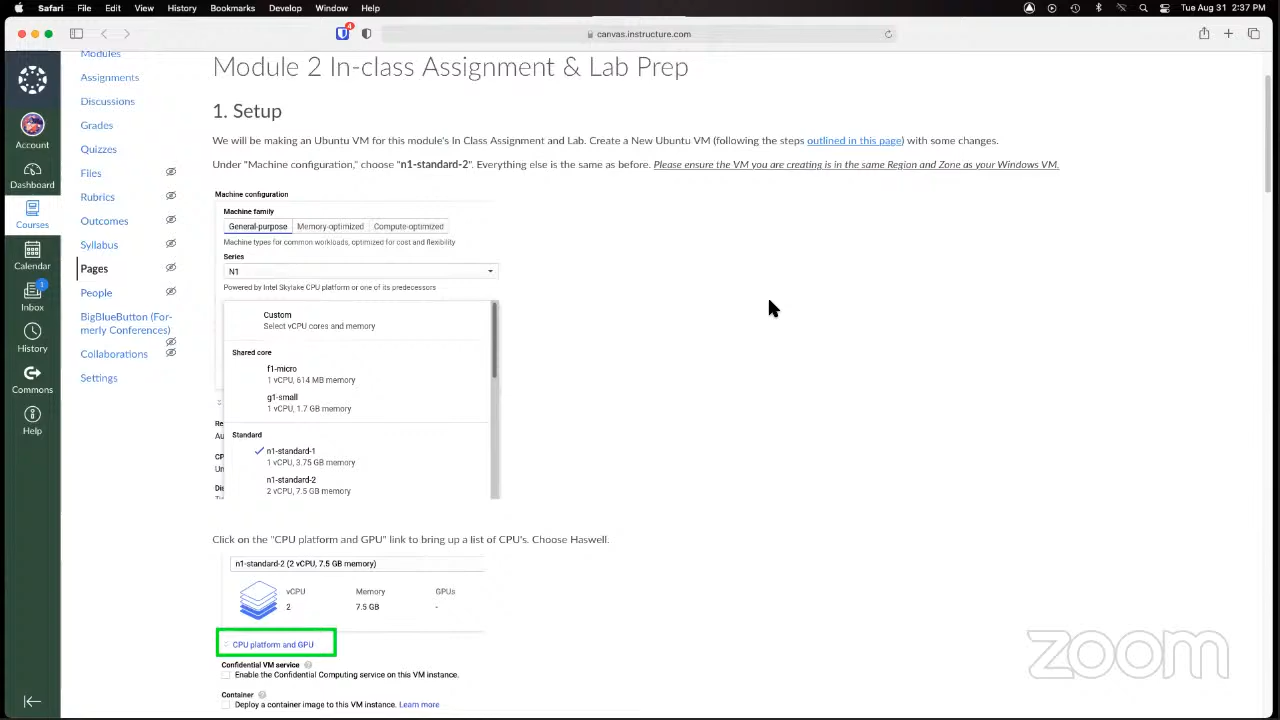 Safari File Edit View History Bookmarks Develop Window Help Tue Aug 31 2:37 PM
4
canvas.instructure.com
Account
Dashboard
Courses
Calendar
1
Inbox
History
Commons
Help
Modules
Assignments
Discussions
Grades
Quizzes
Files
Rubrics
Outcomes
Syllabus
Pages
People
BigBlueButton (For-
merly Conferences)
Collaborations
Settings
Module 2 In-class Assignment & Lab Prep
1. Setup
We will be making an Ubuntu VM for this module's In Class Assignment and Lab. Create a New Ubuntu VM (following the steps outlined in this page) with some changes.
Under "Machine configuration," choose "n1-standard-2". Everything else is the same as before. Please ensure the VM you are creating is in the same Region and Zone as your Windows VM.
Machine configuration
Machine family
General-purpose Memory-optimized Compute-optimized
Machine types for common workloads, optimized for cost and flexibility
Series
N1
Powered by Intel Skylake CPU platform or one of its predecessors
Custom
Select vCPU cores and memory
Shared core
f1-micro
1 vCPU, 614 MB memory
g1-small
1 vCPU, 1.7 GB memory
Re
Au
Standard
n1-standard-1
CP
1 vCPU, 3.75 GB memory
Un
n1-standard-2
Dis
2 vCPU, 7.5 GB memory
Click on the "CPU platform and GPU" link to bring up a list of CPU's. Choose Haswell.
n1-standard-2 (2 vCPU, 7.5 GB memory)
vCPU Memory GPUs
2 7.5 GB -
CPU platform and GPU
Confidential VM service ?
Enable the Confidential Computing service on this VM instance.
Container ?
Deploy a container image to this VM instance. Learn more
zoom